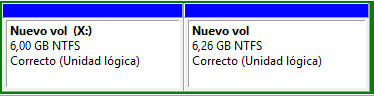 Nuevo vol (X:)
6,00 GB NTFS
Correcto (Unidad lógica)
Nuevo vol
6,26 GB NTFS
Correcto (Unidad lógica)